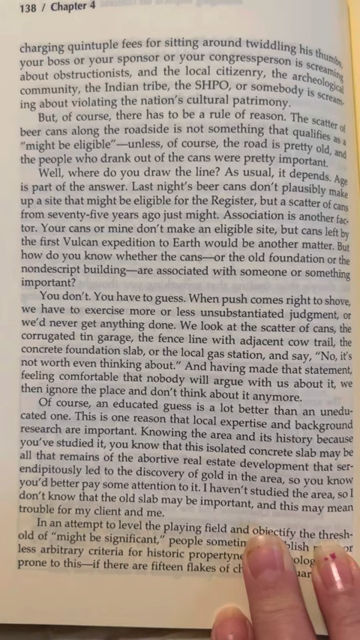 138 / Chapter 4
charging quintuple fees for sitting around twiddling his thumbs,
your boss or your sponsor or your congressperson is screaming
about obstructionists, and the local citizenry, the archeological
community, the Indian tribe, the SHPO, or somebody is scream-
ing about violating the nation's cultural patrimony.
But, of course, there has to be a rule of reason. The scatter of
beer cans along the roadside is not something that qualifies as a
"might be eligible"—unless, of course, the road is pretty old, and
the people who drank out of the cans were pretty important.
Well, where do you draw the line? As usual, it depends. Age
is part of the answer. Last night's beer cans don't plausibly make
up a site that might be eligible for the Register, but a scatter of cans
from seventy-five years ago just might. Association is another fac-
tor. Your cans or mine don't make an eligible site, but cans left by
the first Vulcan expedition to Earth would be another matter. But
how do you know whether the cans—or the old foundation or the
nondescript building—are associated with someone or something
important?
You don't. You have to guess. When push comes right to shove,
we have to exercise more or less unsubstantiated judgment, or
we'd never get anything done. We look at the scatter of cans, the
corrugated tin garage, the fence line with adjacent cow trail, the
concrete foundation slab, or the local gas station, and say, "No, it's
not worth even thinking about." And having made that statement,
feeling comfortable that nobody will argue with us about it, we
then ignore the place and don't think about it anymore.
Of course, an educated guess is a lot better than an unedu-
cated one. This is one reason that local expertise and background
research are important. Knowing the area and its history because
you've studied it, you know that this isolated concrete slab may be
all that remains of the abortive real estate development that ser-
endipitously led to the discovery of gold in the area, so you know
you'd better pay some attention to it. I haven't studied the area, so I
don't know that the old slab may be important, and this may mean
trouble for my client and me.
In an attempt to level the playing field and objectify the thresh-
old of "might be significant," people sometim blish or
less arbitrary criteria for historic property olog
prone to this—if there are fifteen flakes of ch uar